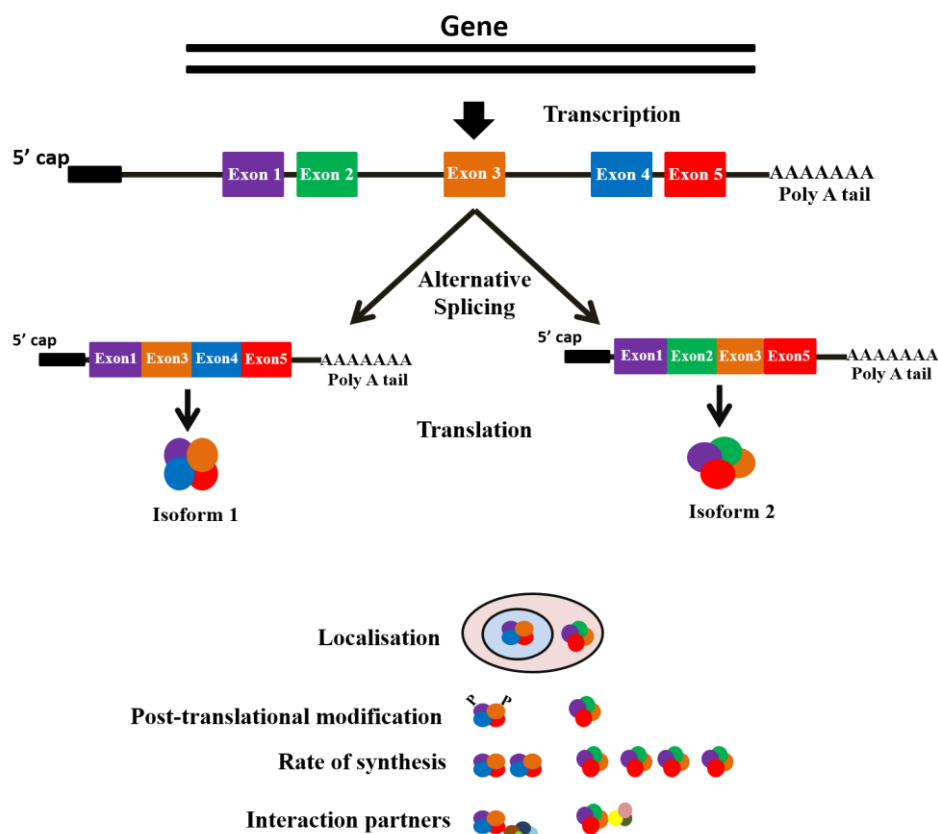 Gene
Transcription
5’ cap
Exon 1 Exon 2 Exon 3 Exon 4 Exon 5
AAAAAAA
Poly A tail
Alternative
Splicing
5’ cap
Exon1 Exon3 Exon4 Exon5
AAAAAAA
Poly A tail
5’ cap
Exon1 Exon2 Exon3 Exon5
AAAAAAA
Poly A tail
Translation
Isoform 1
Isoform 2
Localisation
P P
Post-translational modification
Rate of synthesis
Interaction partners